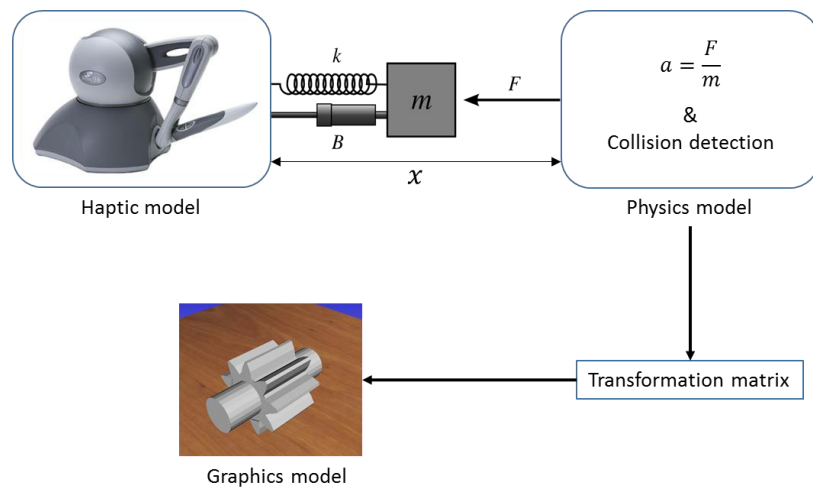 k
m
F
B
x
a = F/m
&
Collision detection
Haptic model
Physics model
Transformation matrix
Graphics model